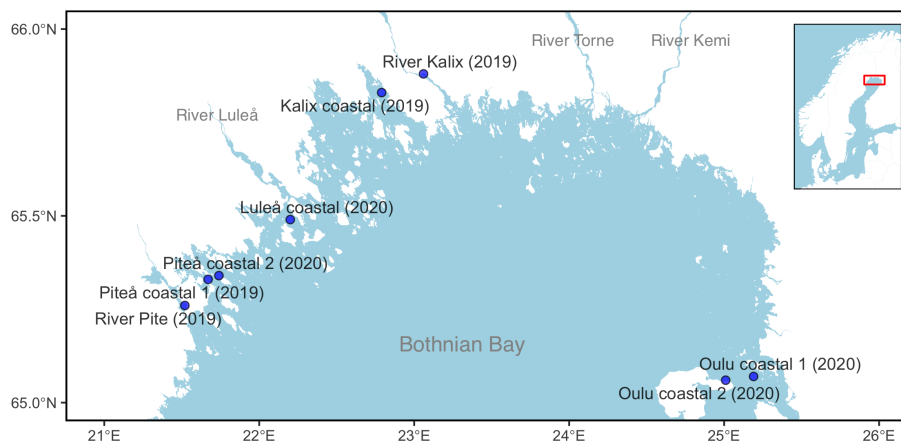 66.0°N
River Torne
River Kemi
River Kalix (2019)
Kalix coastal (2019)
River Luleå
65.5°N
Luleå coastal (2020)
Piteå coastal 2 (2020)
Piteå coastal 1 (2019)
River Pite (2019)
Bothnian Bay
Oulu coastal 1 (2020)
Oulu coastal 2 (2020)
65.0°N
21°E
22°E
23°E
24°E
25°E
26°E